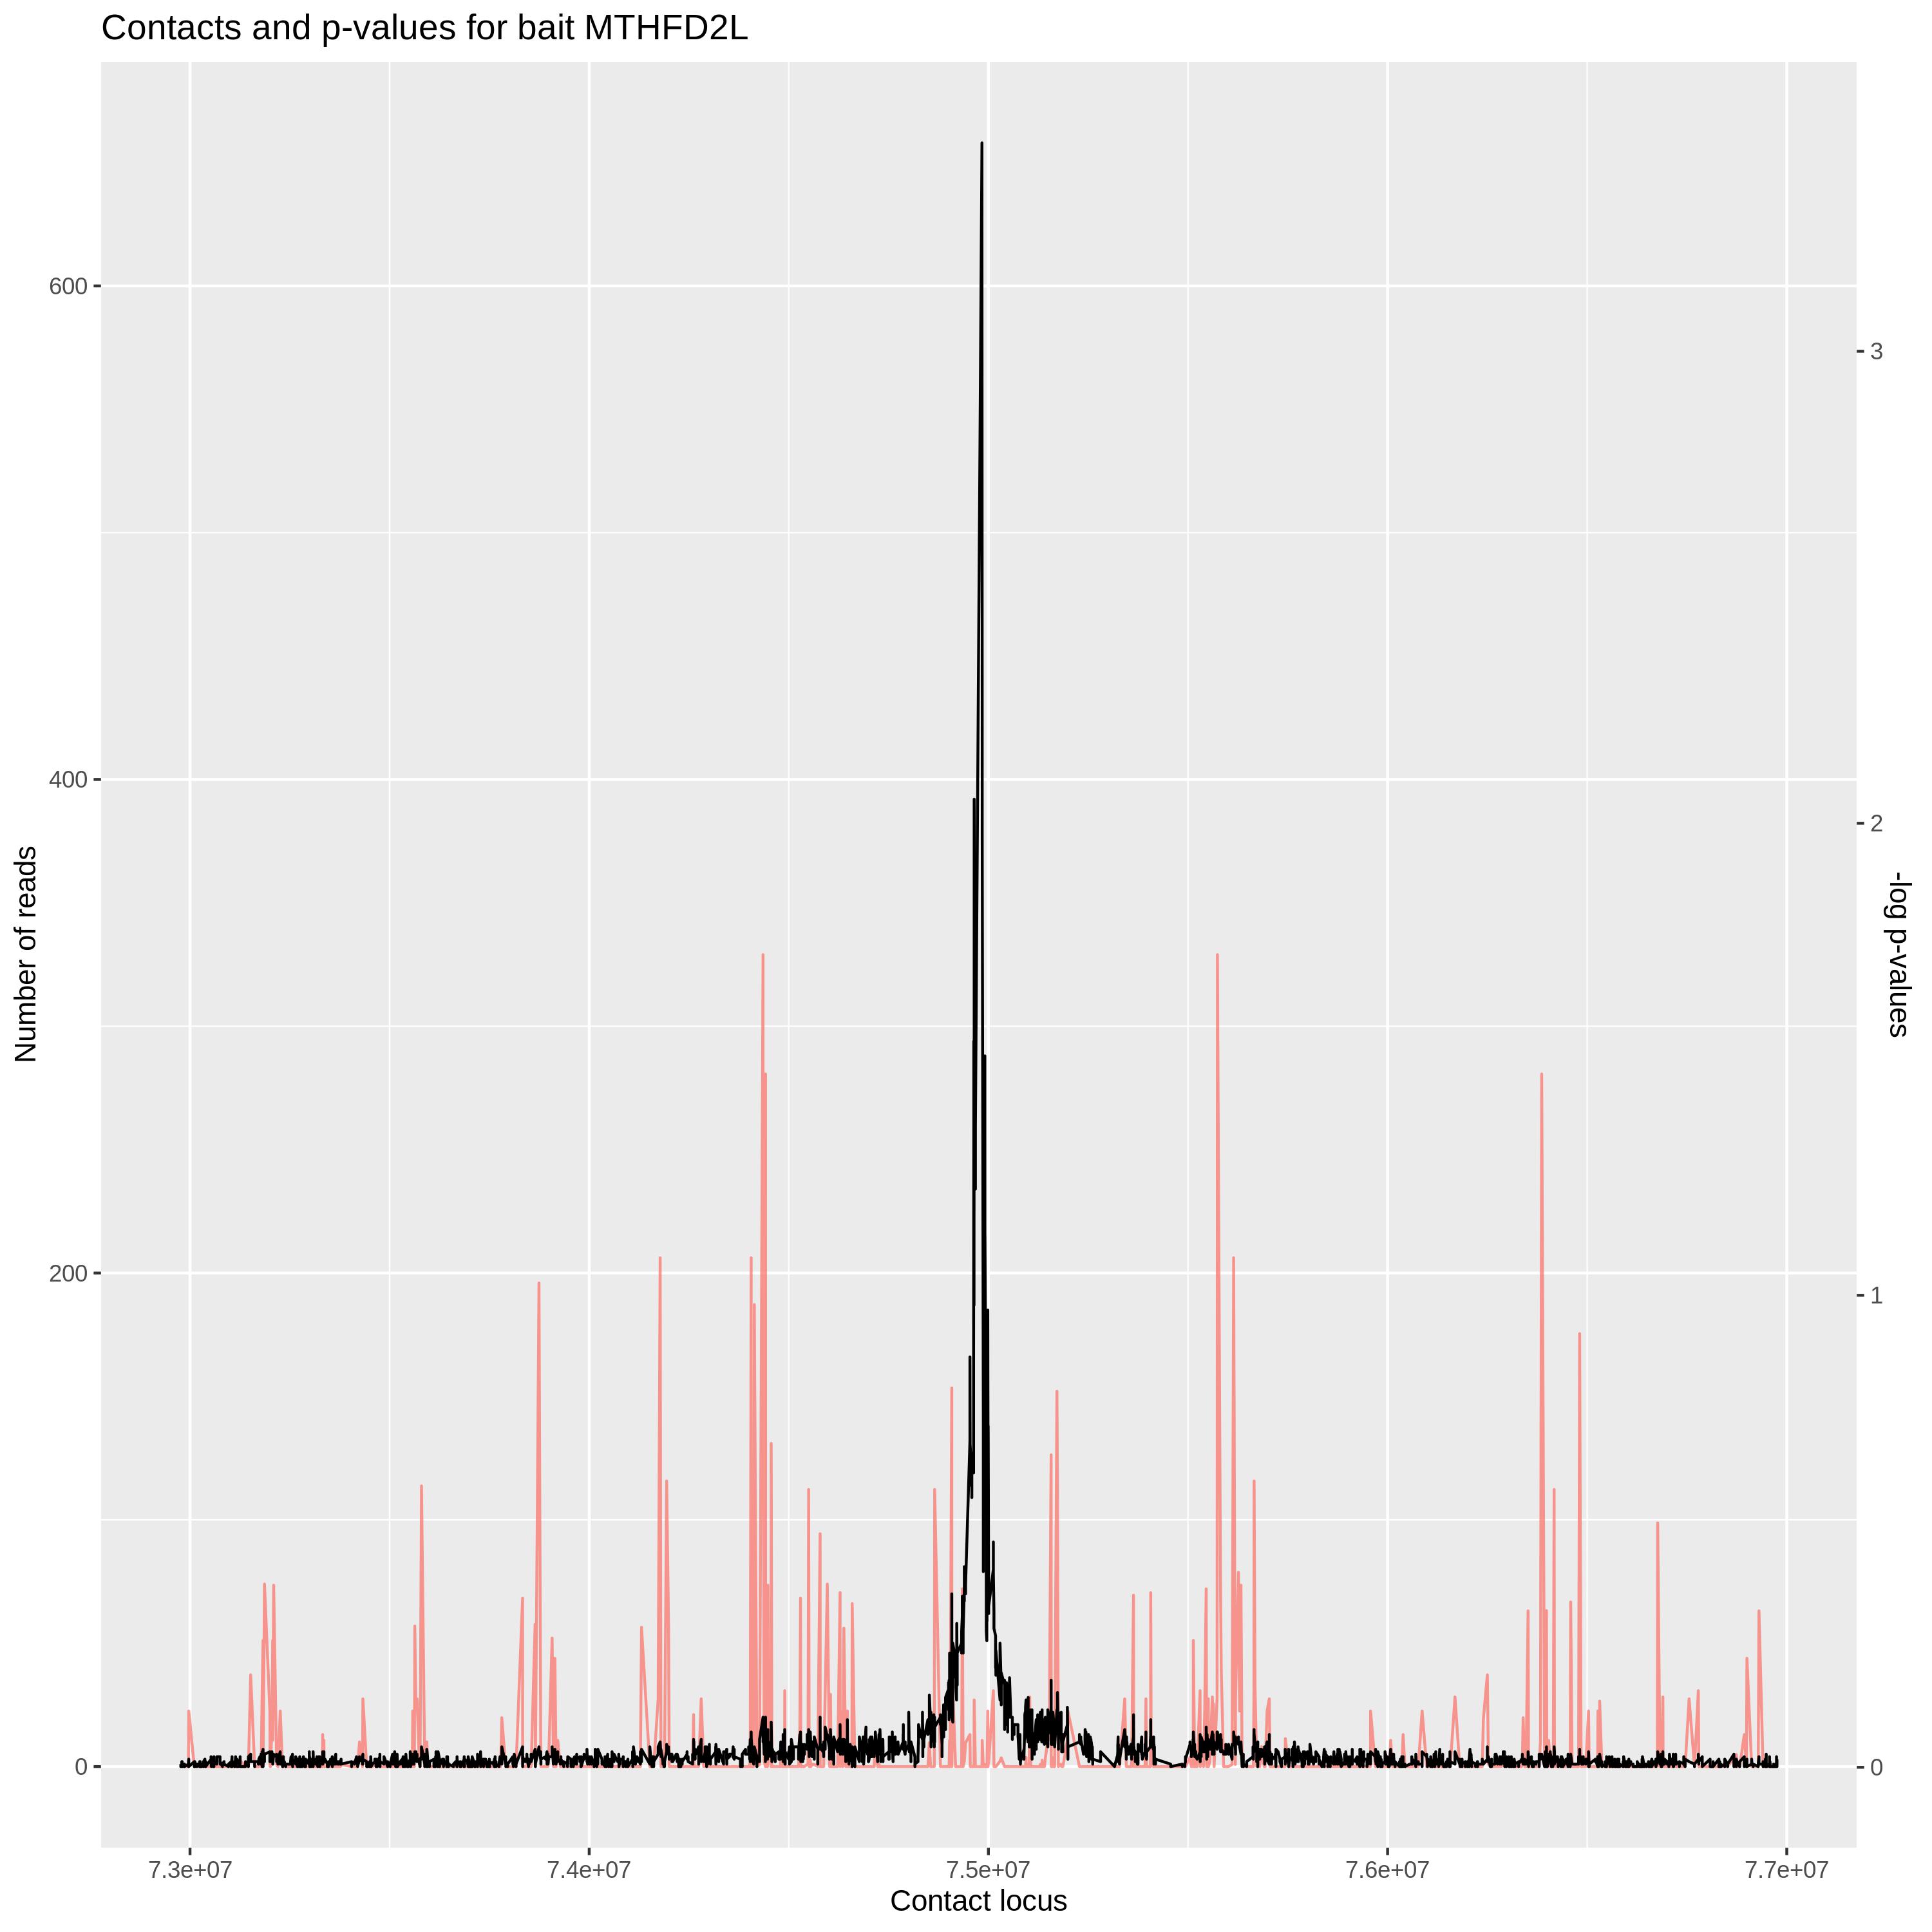 Contacts and p-values for bait MTHFD2L
600
400
200
0
3
2
1
0
Number of reads
-log p-values
7.3e+07 7.4e+07 7.5e+07 7.6e+07 7.7e+07
Contact locus